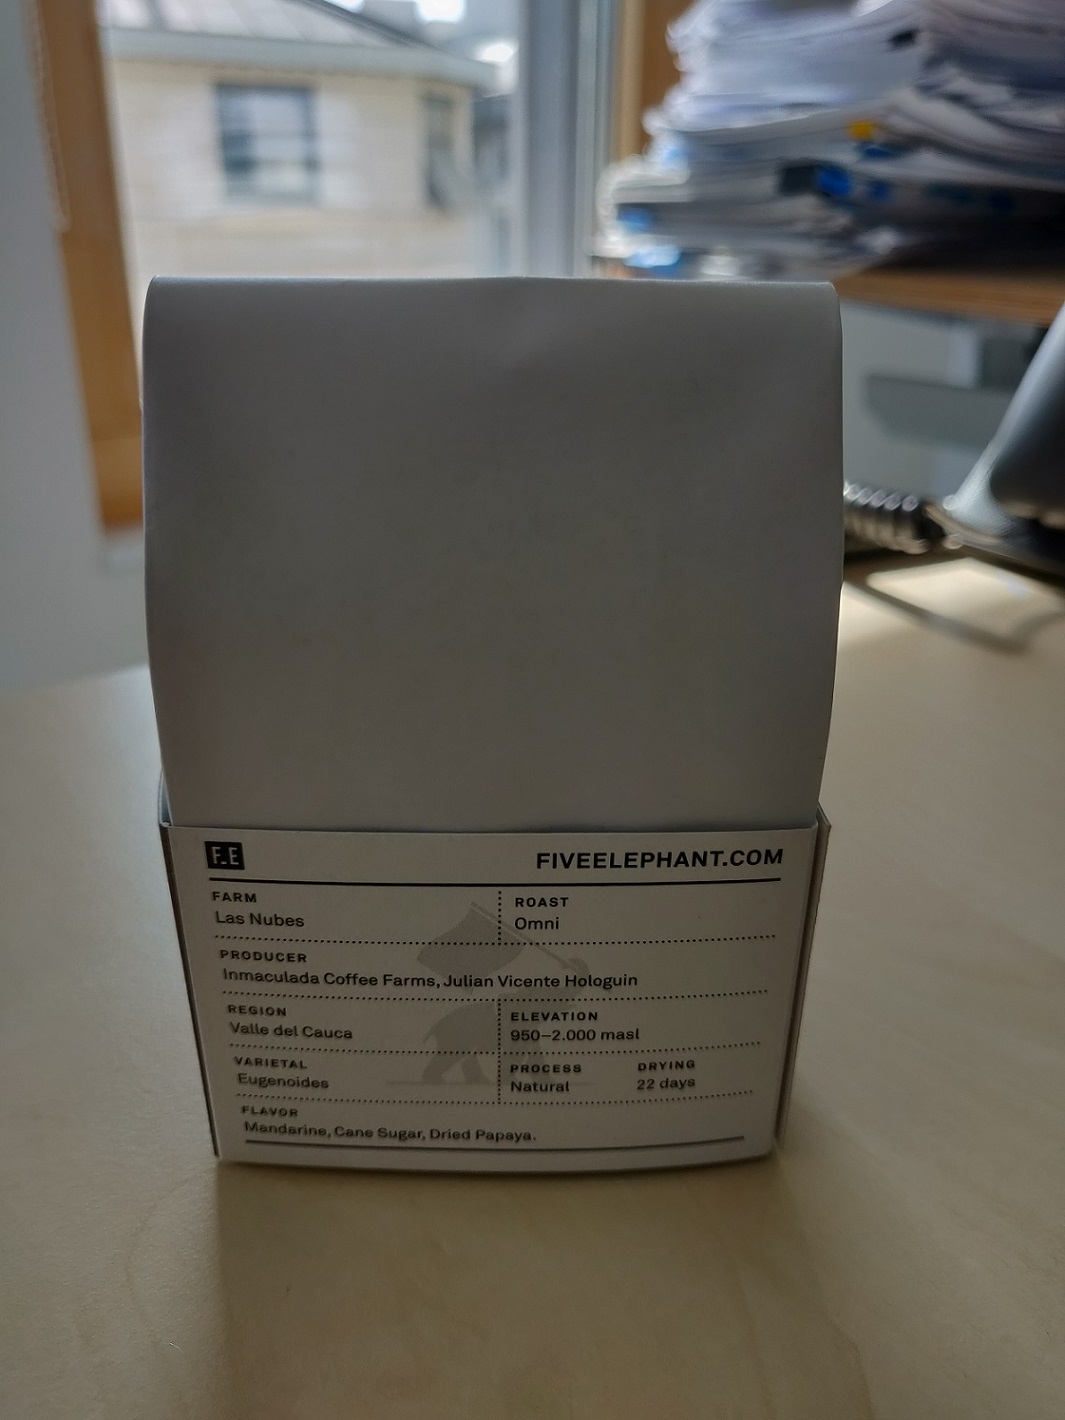 F.E
FIVEELEPHANT.COM
FARM
Las Nubes
ROAST
Omni
PRODUCER
Inmaculada Coffee Farms, Julian Vicente Hologuin
REGION
Valle del Cauca
ELEVATION
950–2.000 masl
VARIETAL
Eugenoides
PROCESS
Natural
DRYING
22 days
FLAVOR
Mandarine, Cane Sugar, Dried Papaya.